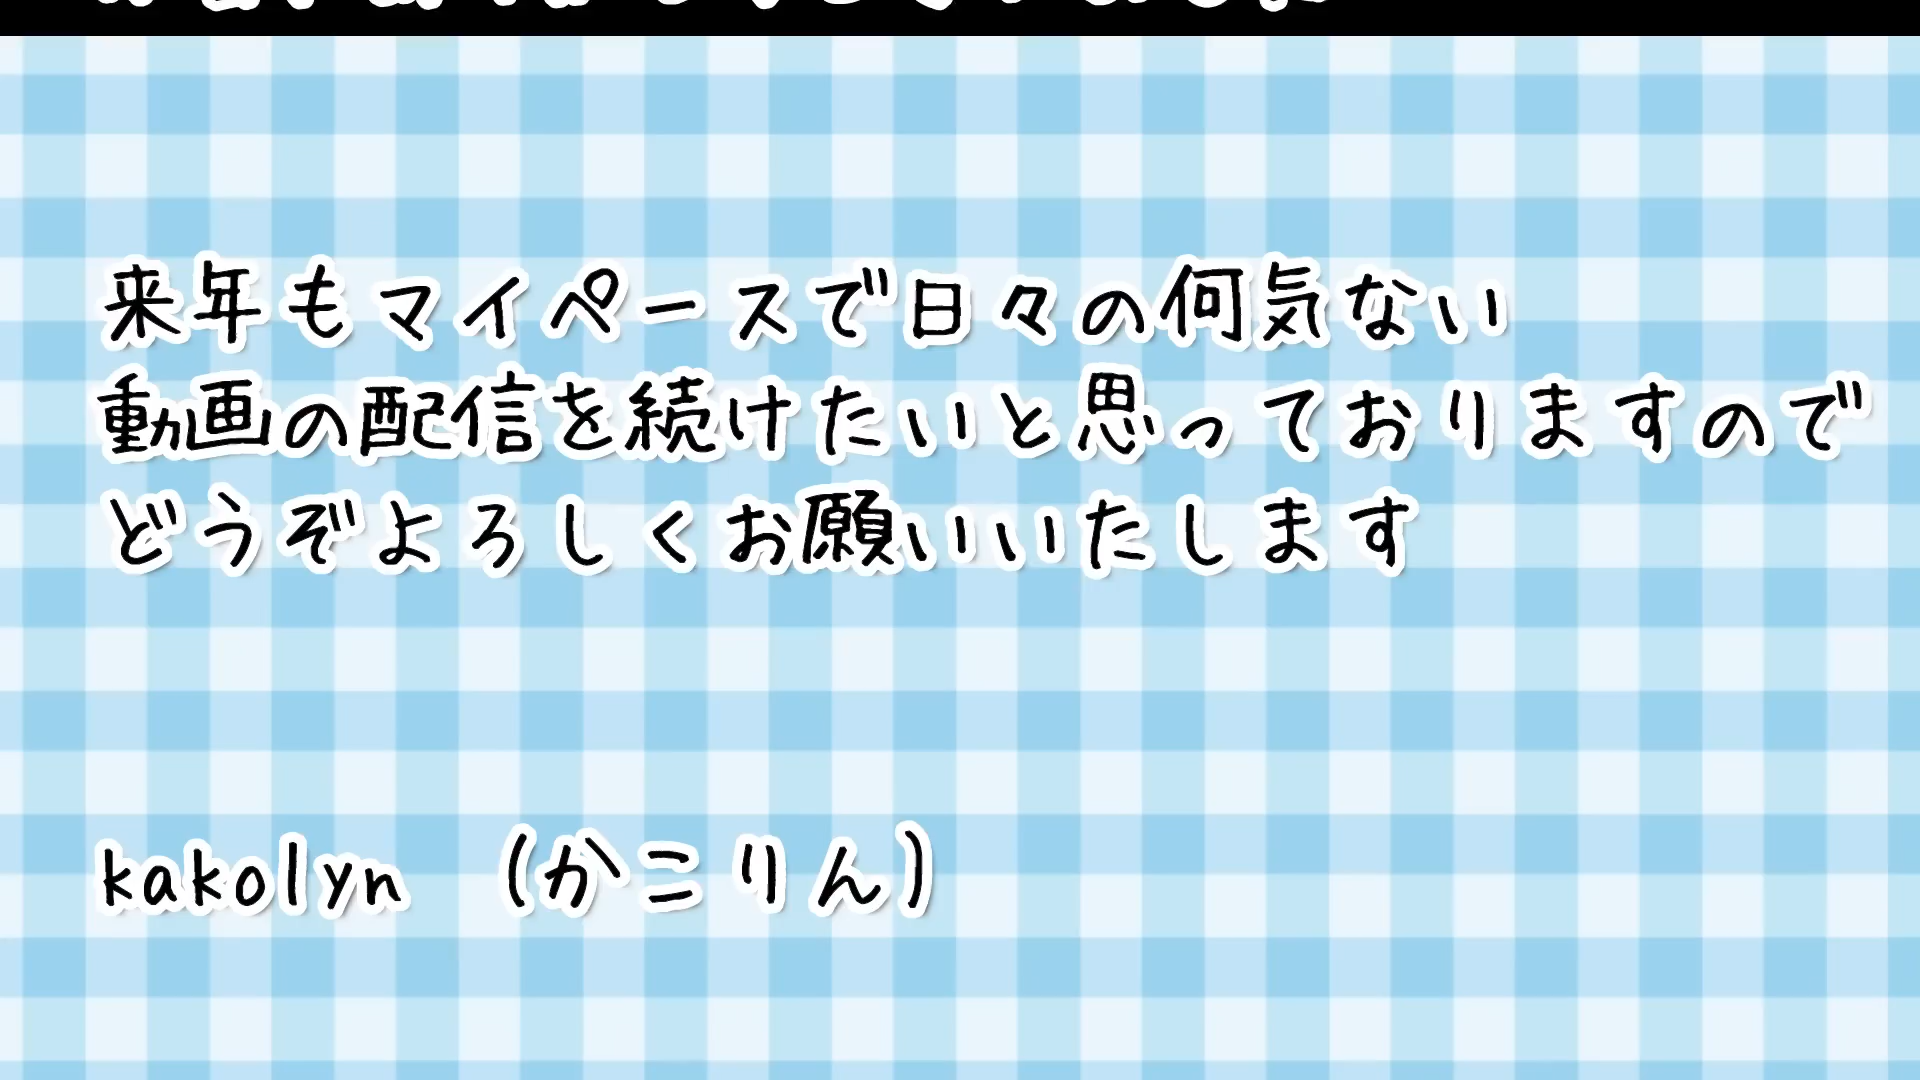 来年もマイペースで日々の何気ない
動画の配信を続けたいと思っておりますので
どうぞよろしくお願いいたします
kakolyn （かこりん）